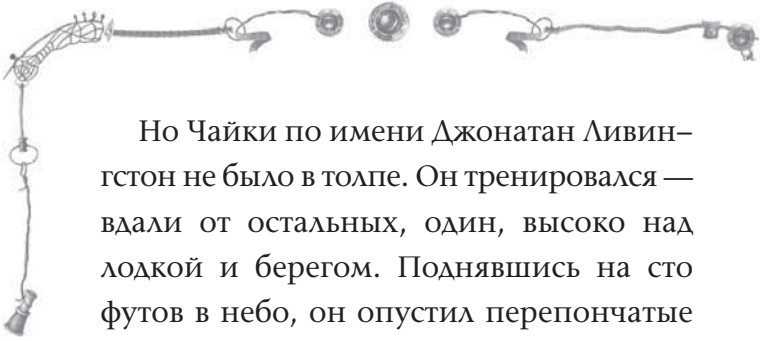 Но Чайки по имени Джонатан Ливин–
гстон не было в толпе. Он тренировался —
вдали от остальных, один, высоко над
лодкой и берегом. Поднявшись на сто
футов в небо, он опустил перепончатые